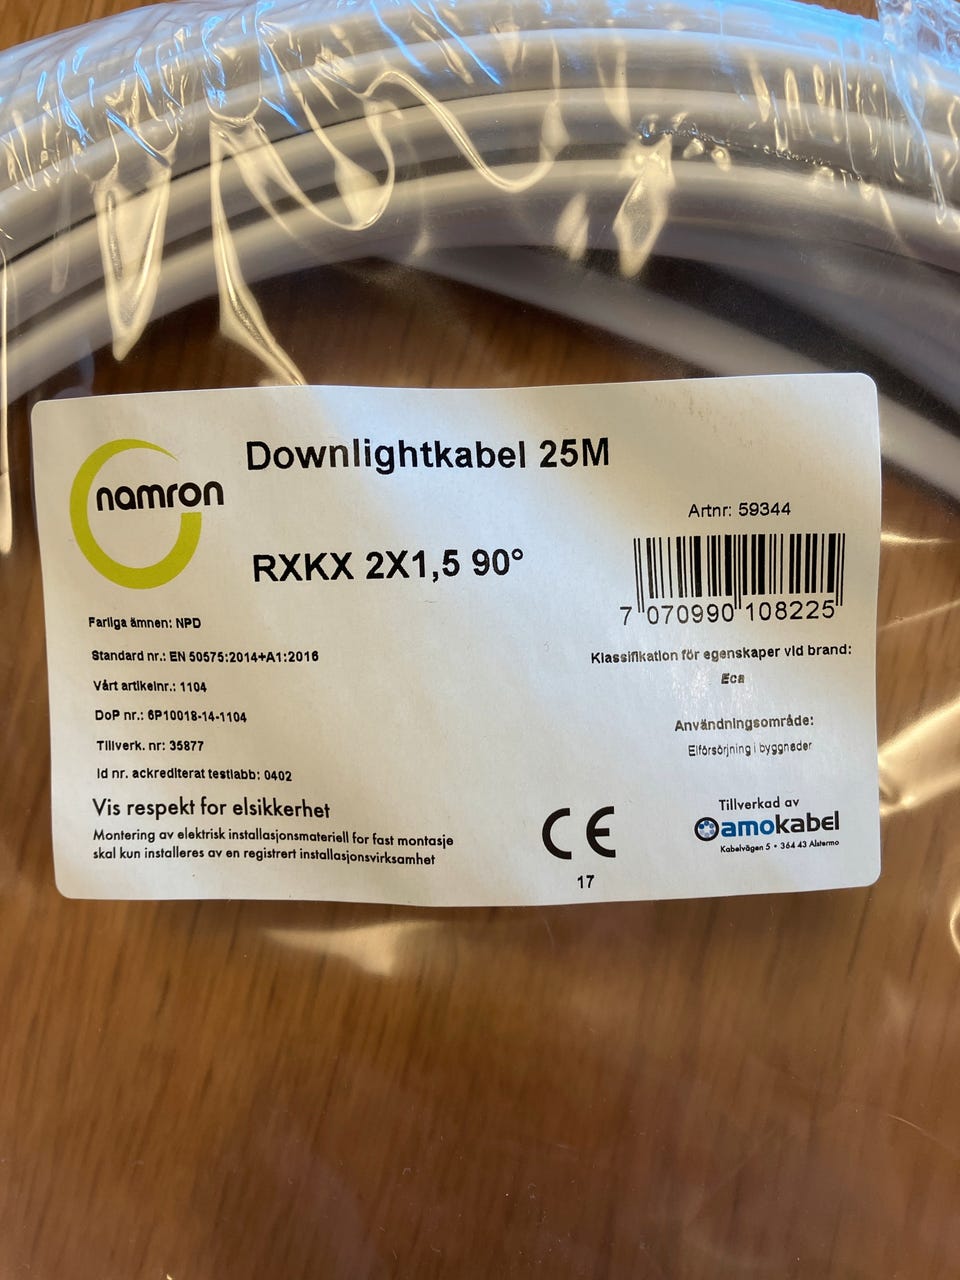 namron
Downlightkabel 25M
RXKX 2X1,5 90°
Artnr: 59344
7 070990 108225
Farliga ämnen: NPD
Standard nr.: EN 50575:2014+A1:2016
Vårt artikelnr.: 1104
DoP nr.: 6P10018-14-1104
Tillverk. nr: 35877
Id nr. ackrediterat testlabb: 0402
Klassifikation för egenskaper vid brand:
Eca
Användningsområde:
Elförsörjning i byggnader
Vis respekt for elsikkerhet
Montering av elektrisk installasjonsmateriell for fast montasje
skal kun installeres av en registrert installasjonsvirksamhet
CE
17
Tillverkad av
amokabel
Kabelvägen 5 • 364 43 Alstermo